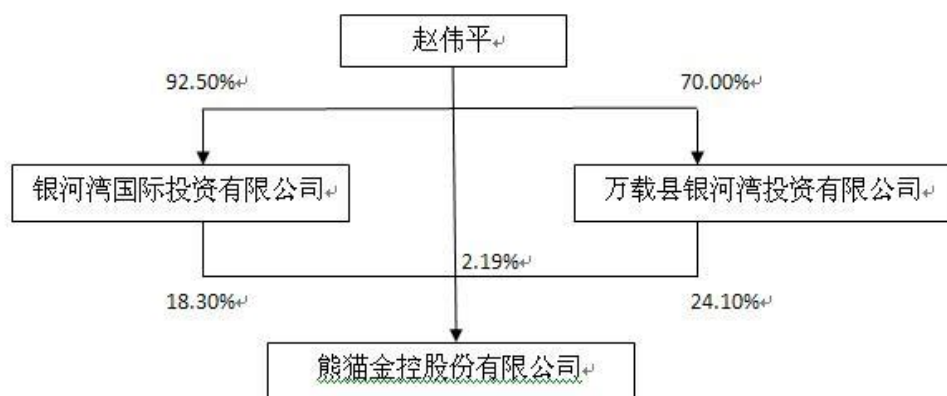 赵伟平
92.50%
70.00%
银河湾国际投资有限公司
万载县银河湾投资有限公司
2.19%
18.30%
24.10%
熊猫金控股份有限公司